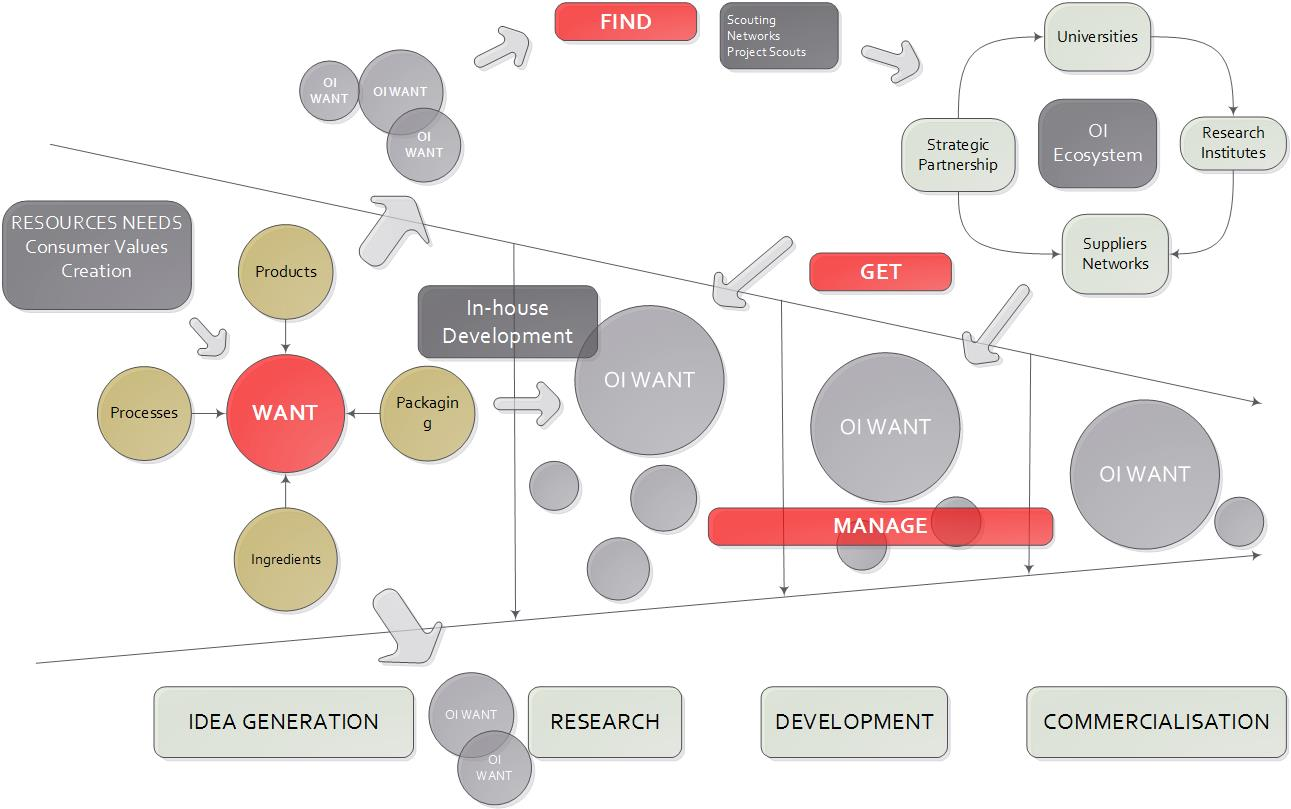 FIND
Scouting
Networks
Project Scouts
Universities
OI
WANT
OI WANT
OI
WANT
Strategic
Partnership
OI
Ecosystem
Research
Institutes
RESOURCES NEEDS
Consumer Values
Creation
Suppliers
Networks
Products
GET
In-house
Development
OI WANT
Processes
WANT
Packagin
g
OI WANT
OI WANT
MANAGE
Ingredients
IDEA GENERATION
OI WANT
RESEARCH
DEVELOPMENT
COMMERCIALISATION
OI
WANT